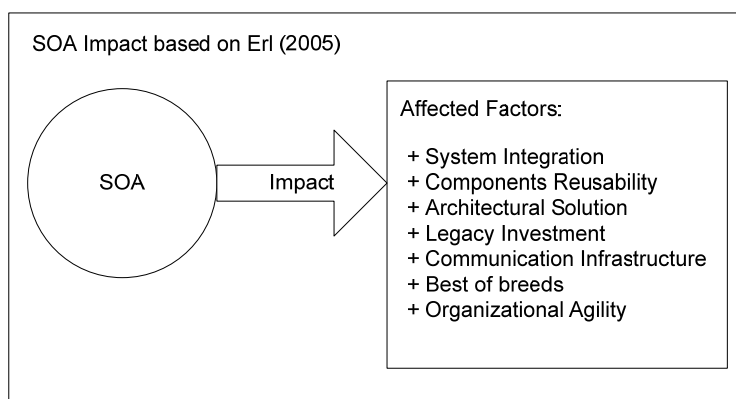 SOA Impact based on Erl (2005)
SOA
Impact
Affected Factors:
+ System Integration
+ Components Reusability
+ Architectural Solution
+ Legacy Investment
+ Communication Infrastructure
+ Best of breeds
+ Organizational Agility